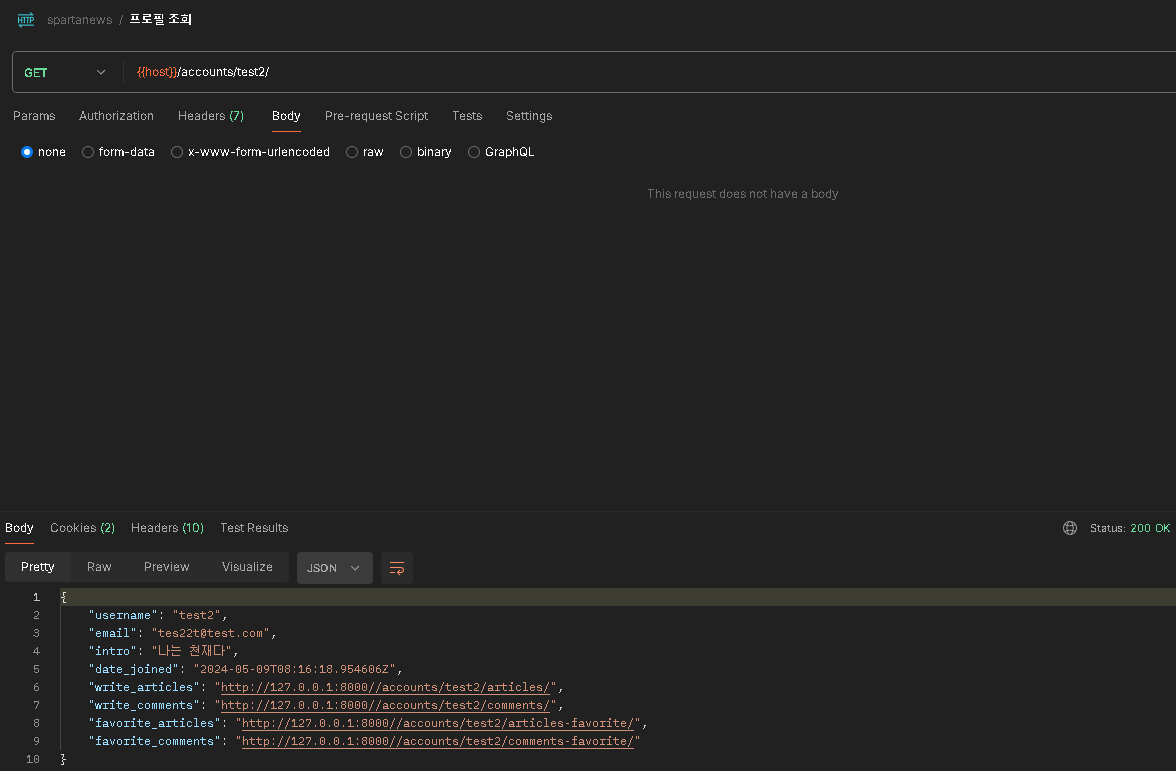 HTTP spartanews / 프로필 조회
GET {{host}}/accounts/test2/
Params Authorization Headers (7) Body Pre-request Script Tests Settings
none form-data x-www-form-urlencoded raw binary GraphQL
This request does not have a body
Body Cookies (2) Headers (10) Test Results Status: 200 OK
Pretty Raw Preview Visualize JSON
1 {
2 "username": "test2",
3 "email": "tes22t@test.com",
4 "intro": "나는 천재다",
5 "date_joined": "2024-05-09T08:16:18.954606Z",
6 "write_articles": "http://127.0.0.1:8000//accounts/test2/articles/",
7 "write_comments": "http://127.0.0.1:8000//accounts/test2/comments/",
8 "favorite_articles": "http://127.0.0.1:8000//accounts/test2/articles-favorite/",
9 "favorite_comments": "http://127.0.0.1:8000//accounts/test2/comments-favorite/"
10 }